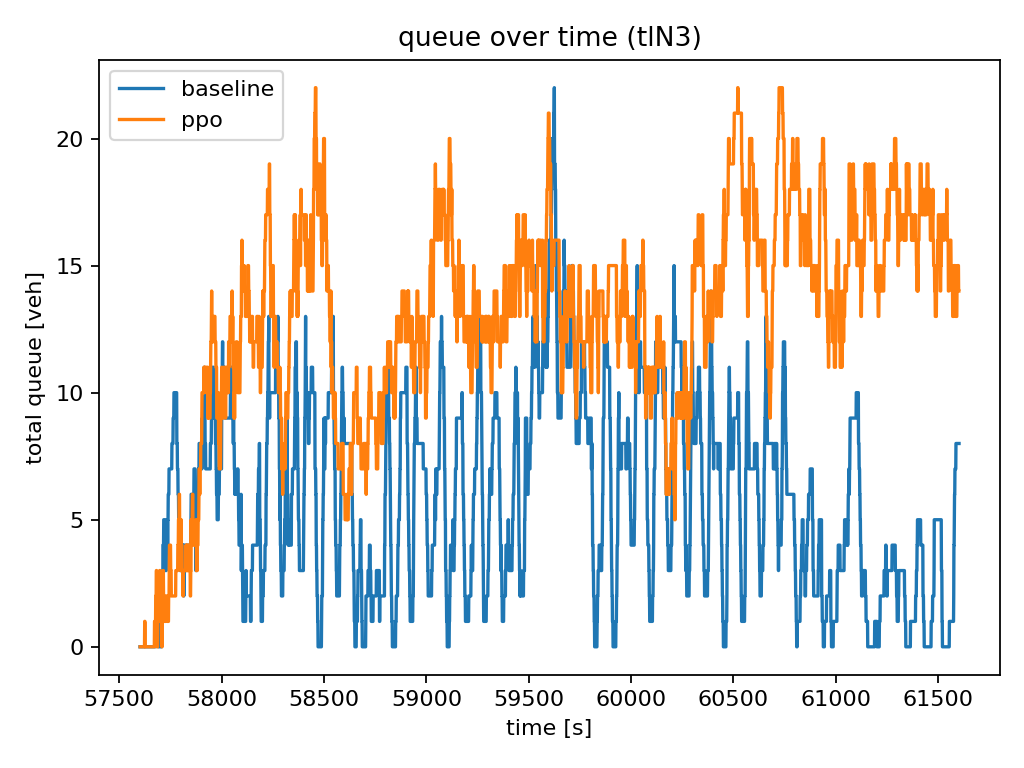 queue over time (tlN3)
baseline
ppo
total queue [veh]
20
15
10
5
0
57500 58000 58500 59000 59500 60000 60500 61000 61500
time [s]